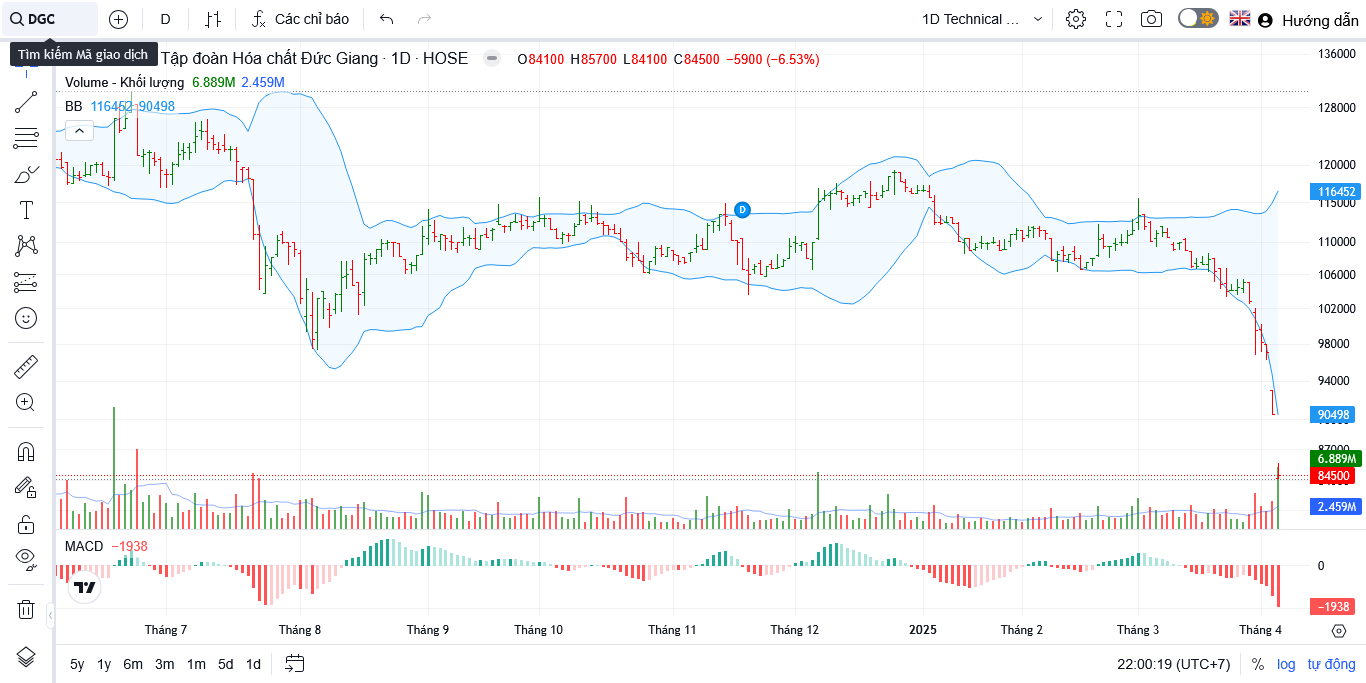 DGC
D
Các chỉ báo
1D Technical ...
Hướng dẫn
Tìm kiếm Mã giao dịch
Tập đoàn Hóa chất Đức Giang · 1D · HOSE
O84100 H85700 L84100 C84500 −5900 (−6.53%)
Volume - Khối lượng 6.889M 2.459M
BB 116452 90498
D
136000
128000
120000
116452
115000
110000
106000
102000
98000
94000
90498
87000
6.889M
84500
2.459M
MACD −1938
0
−1938
Tháng 7
Tháng 8
Tháng 9
Tháng 10
Tháng 11
Tháng 12
2025
Tháng 2
Tháng 3
Tháng 4
5y 1y 6m 3m 1m 5d 1d
22:00:19 (UTC+7)
% log tự động